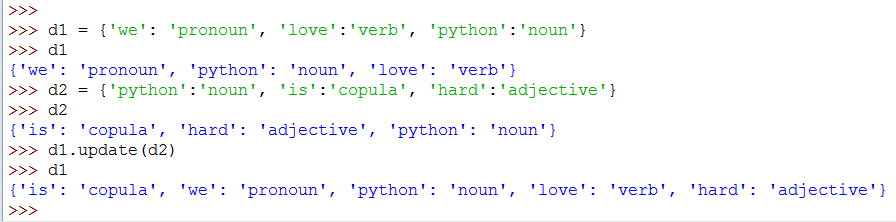 >>>
>>> d1 = {'we': 'pronoun', 'love':'verb', 'python':'noun'}
>>> d1
{'we': 'pronoun', 'python': 'noun', 'love': 'verb'}
>>> d2 = {'python':'noun', 'is':'copula', 'hard':'adjective'}
>>> d2
{'is': 'copula', 'hard': 'adjective', 'python': 'noun'}
>>> d1.update(d2)
>>> d1
{'is': 'copula', 'we': 'pronoun', 'python': 'noun', 'love': 'verb', 'hard': 'adjective'}
>>>